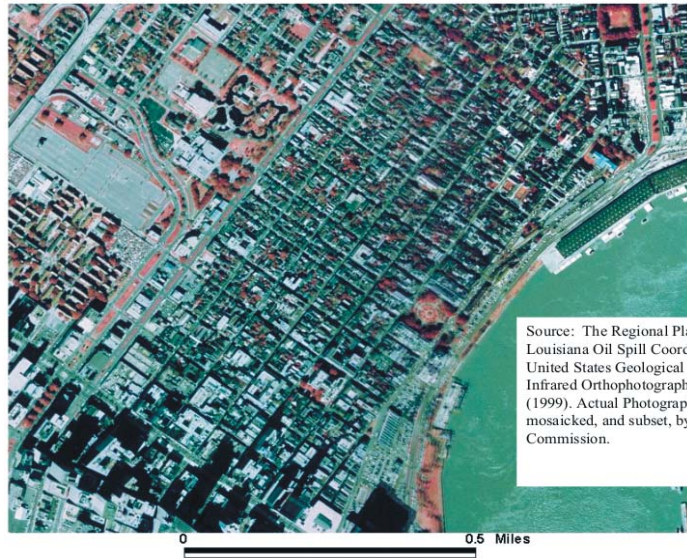 Source: The Regional
Louisiana Oil Spill
United States Geological
Infrared
(1999). Actual
mosaicked, and subset, by
Commission.
0 0.5 Miles